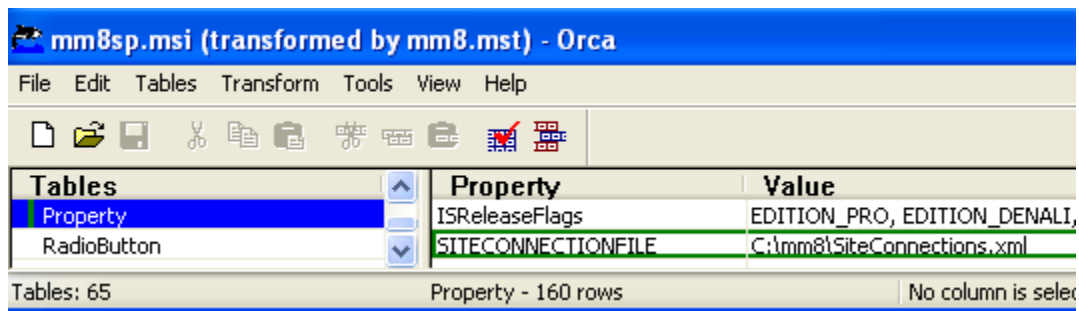 mm8sp.msi (transformed by mm8.mst) - Orca
File Edit Tables Transform Tools View Help
Tables Property Value
Property ISReleaseFlags EDITION_PRO, EDITION_DENALI,
RadioButton SITECONNECTIONFILE C:\mm8\SiteConnections.xml
Tables: 65 Property - 160 rows No column is selec